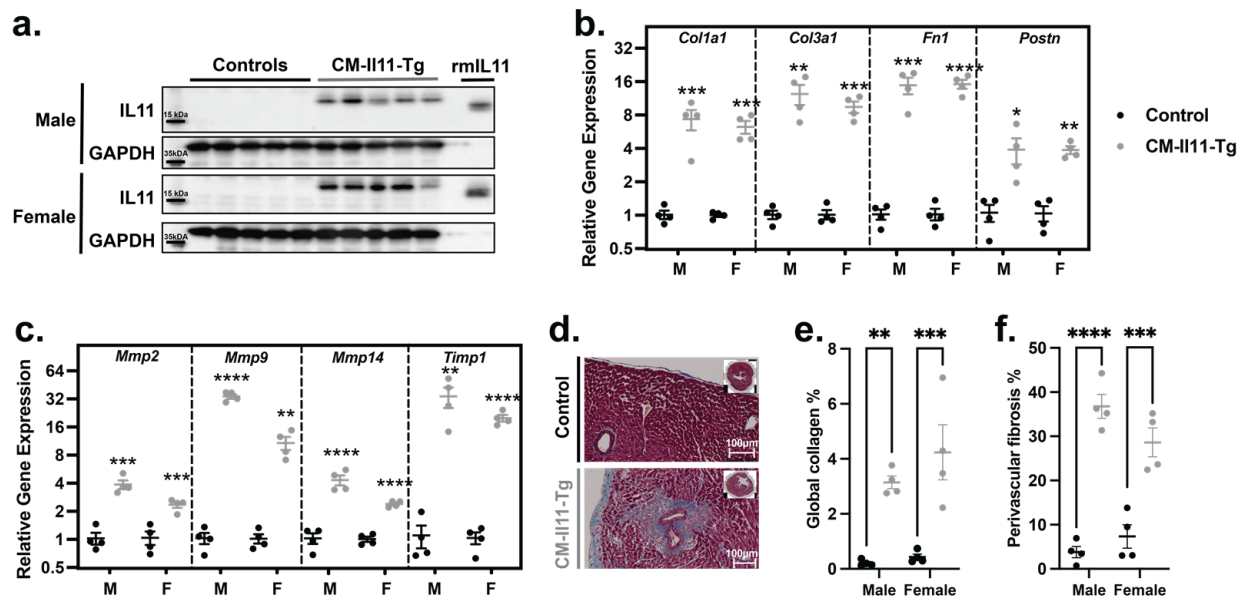 a.
Controls CM-Il11-Tg rmIL11
Male
IL11
15 kDa
GAPDH
35kDA
Female
IL11
15 kDa
GAPDH
35kDA
b.
Relative Gene Expression
32
16
8
4
2
1
0.5
Col1a1 Col3a1 Fn1 Postn
*** *** ** *** *** **** * **
M F M F M F M F
Control
CM-Il11-Tg
c.
Relative Gene Expression
64
32
16
8
4
2
1
0.5
Mmp2 Mmp9 Mmp14 Timp1
*** *** **** ** **** **** ** ****
M F M F M F M F
d.
Control
100µm
CM-Il11-Tg
100µm
e.
Global collagen %
8
6
4
2
0
** ***
Male Female
f.
Perivascular fibrosis %
50
40
30
20
10
0
**** ***
Male Female